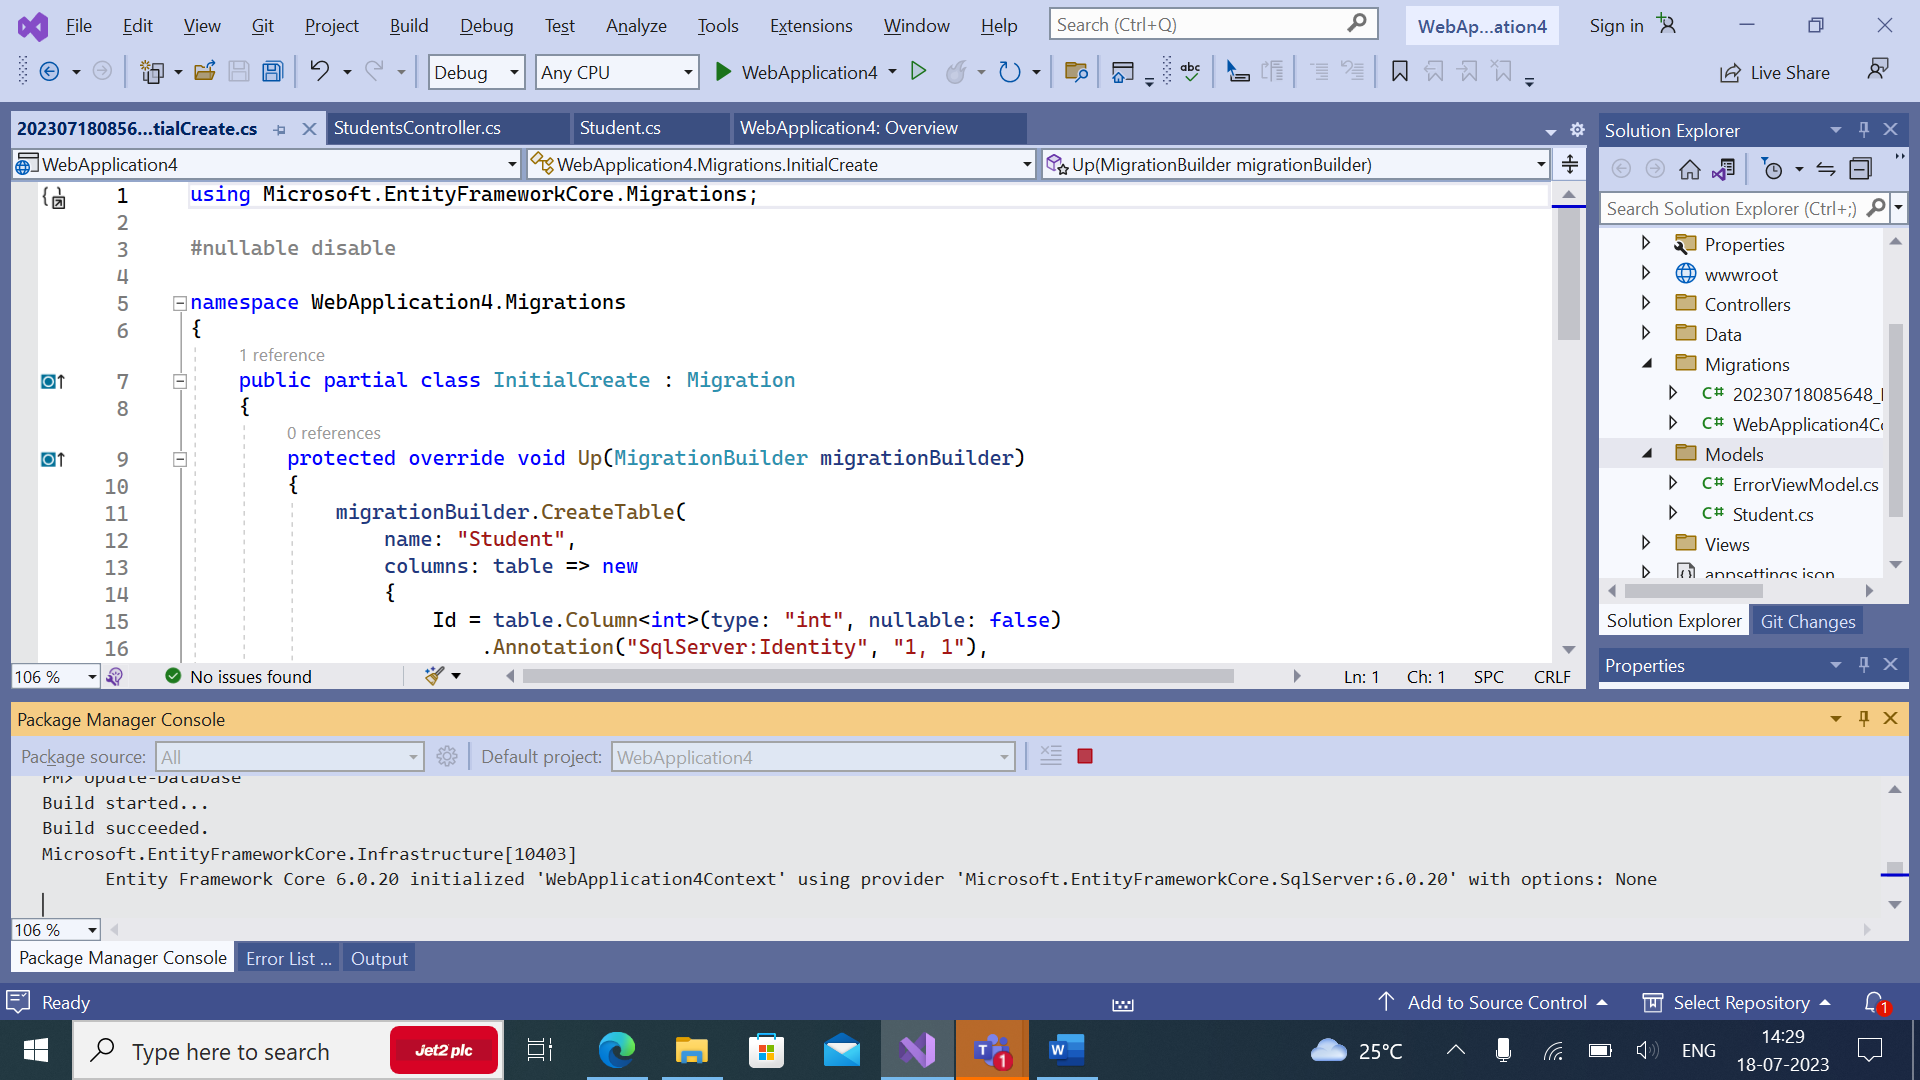 File Edit View Git Project Build Debug Test Analyze Tools Extensions Window Help Search (Ctrl+Q) WebAp...ation4 Sign in
Debug Any CPU WebApplication4 Live Share
202307180856...tialCreate.cs StudentsController.cs Student.cs WebApplication4: Overview
WebApplication4 WebApplication4.Migrations.InitialCreate Up(MigrationBuilder migrationBuilder)
1 using Microsoft.EntityFrameworkCore.Migrations;
2
3 #nullable disable
4
5 namespace WebApplication4.Migrations
6 {
1 reference
7 public partial class InitialCreate : Migration
8 {
0 references
9 protected override void Up(MigrationBuilder migrationBuilder)
10 {
11 migrationBuilder.CreateTable(
12 name: "Student",
13 columns: table => new
14 {
15 Id = table.Column<int>(type: "int", nullable: false)
16 .Annotation("SqlServer:Identity", "1, 1"),
106 % No issues found Ln: 1 Ch: 1 SPC CRLF
Solution Explorer
Search Solution Explorer (Ctrl+;)
Properties
wwwroot
Controllers
Data
Migrations
C# 20230718085648_
C# WebApplication4C
Models
C# ErrorViewModel.cs
C# Student.cs
Views
appsettings.json
Solution Explorer Git Changes
Properties
Package Manager Console
Package source: All Default project: WebApplication4
PM> Update-Database
Build started...
Build succeeded.
Microsoft.EntityFrameworkCore.Infrastructure[10403]
Entity Framework Core 6.0.20 initialized 'WebApplication4Context' using provider 'Microsoft.EntityFrameworkCore.SqlServer:6.0.20' with options: None
106 %
Package Manager Console Error List ... Output
Ready Add to Source Control Select Repository 1
Type here to search Jet2 plc 1 25°C ENG 14:29
18-07-2023